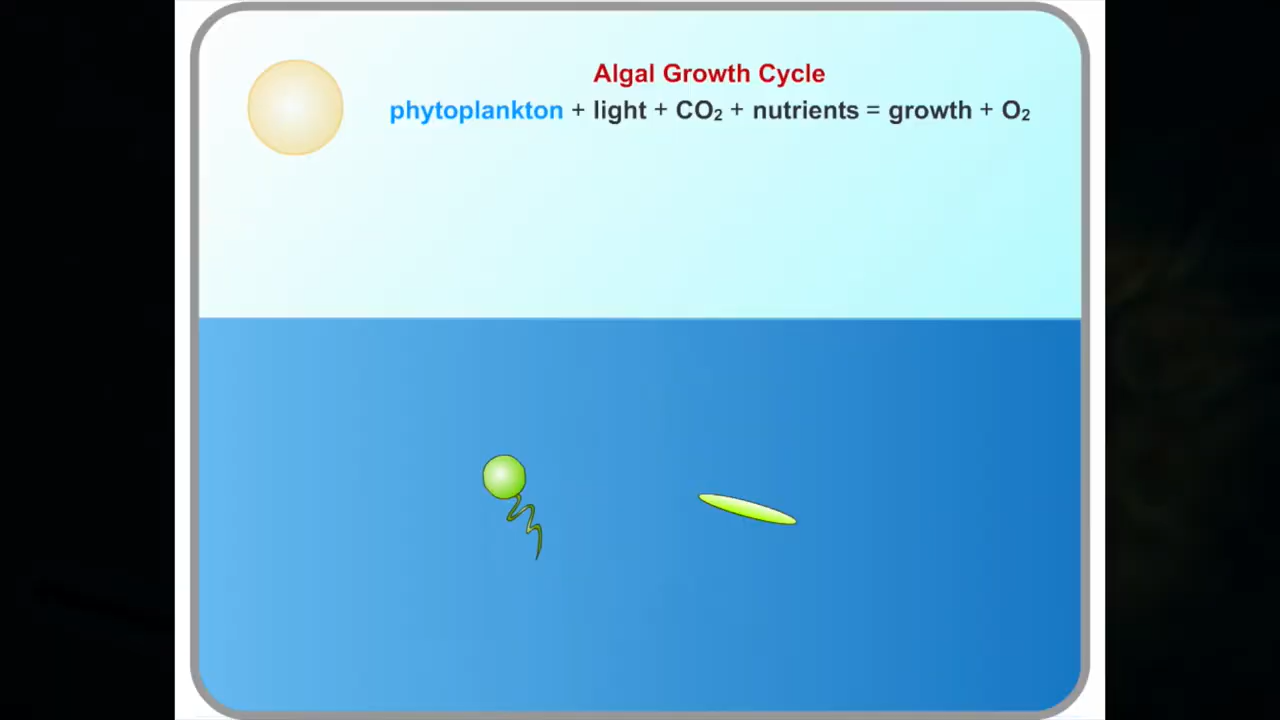 Algal Growth Cycle
phytoplankton + light + CO₂ + nutrients = growth + O₂